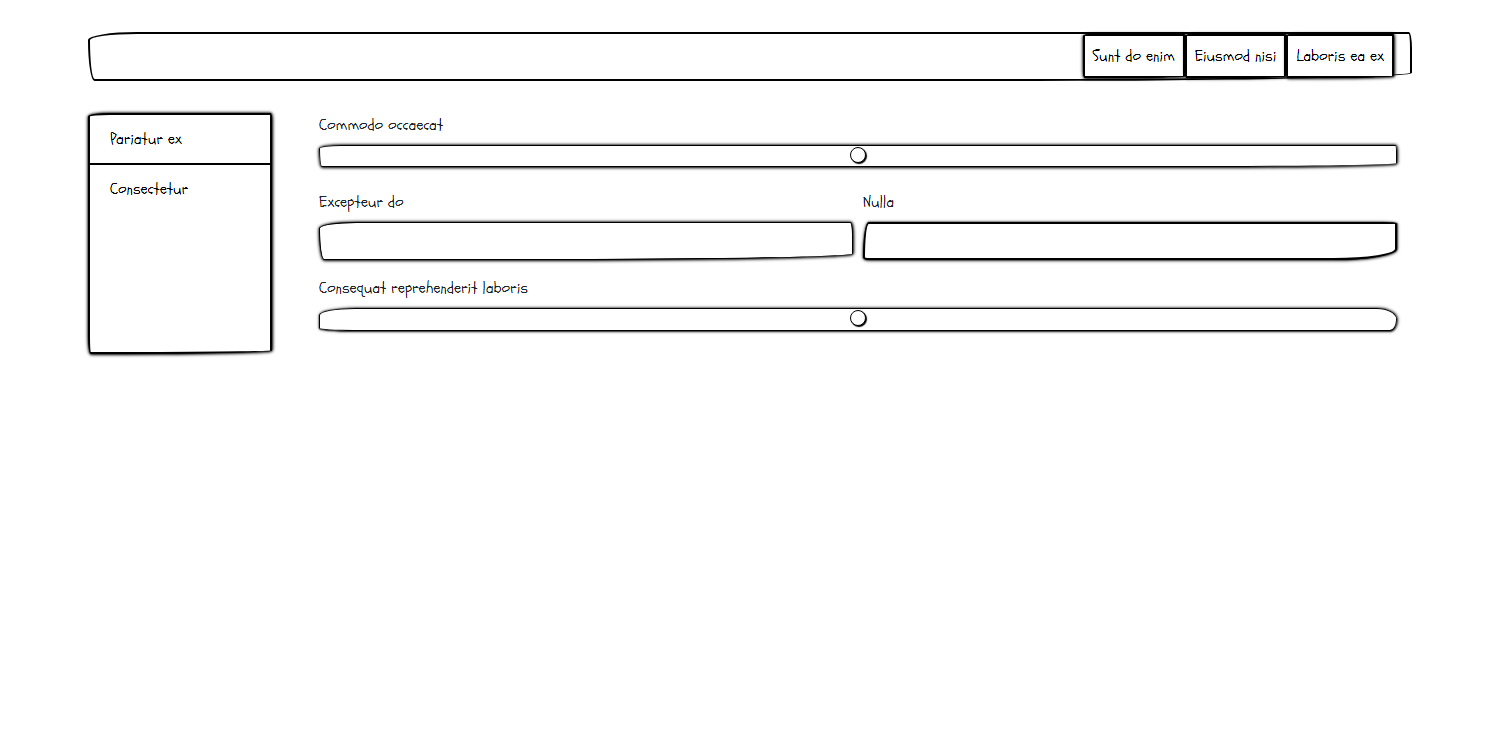 Sunt do enim
Eiusmod nisi
Laboris ea ex
Pariatur ex
Consectetur
Commodo occaecat
Excepteur do
Nulla
Consequat reprehenderit laboris